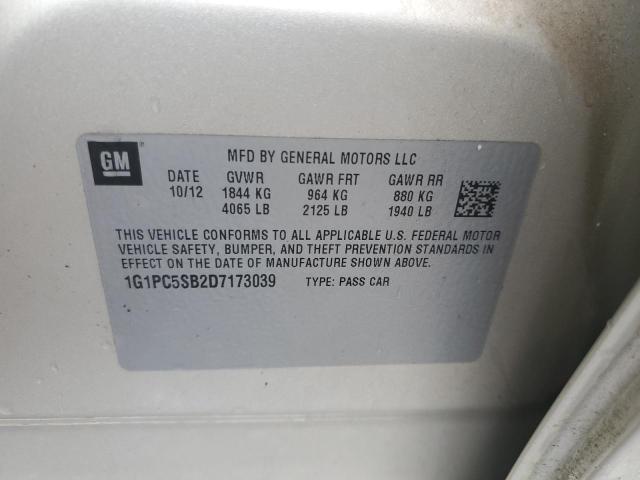 GM
MFD BY GENERAL MOTORS LLC
DATE GVWR GAWR FRT GAWR RR
10/12 1844 KG 964 KG 880 KG
4065 LB 2125 LB 1940 LB
THIS VEHICLE CONFORMS TO ALL APPLICABLE U.S. FEDERAL MOTOR
VEHICLE SAFETY, BUMPER, AND THEFT PREVENTION STANDARDS IN
EFFECT ON THE DATE OF MANUFACTURE SHOWN ABOVE.
1G1PC5SB2D7173039 TYPE: PASS CAR